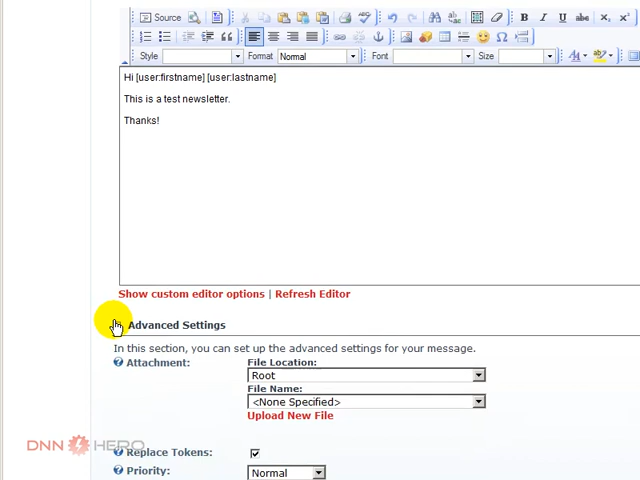 Source
Style Format Normal Font Size
Hi [user:firstname] [user:lastname]
This is a test newsletter.
Thanks!
Show custom editor options | Refresh Editor
Advanced Settings
In this section, you can set up the advanced settings for your message.
Attachment: File Location:
Root
File Name:
<None Specified>
Upload New File
DNN HERO
Replace Tokens:
Priority: Normal